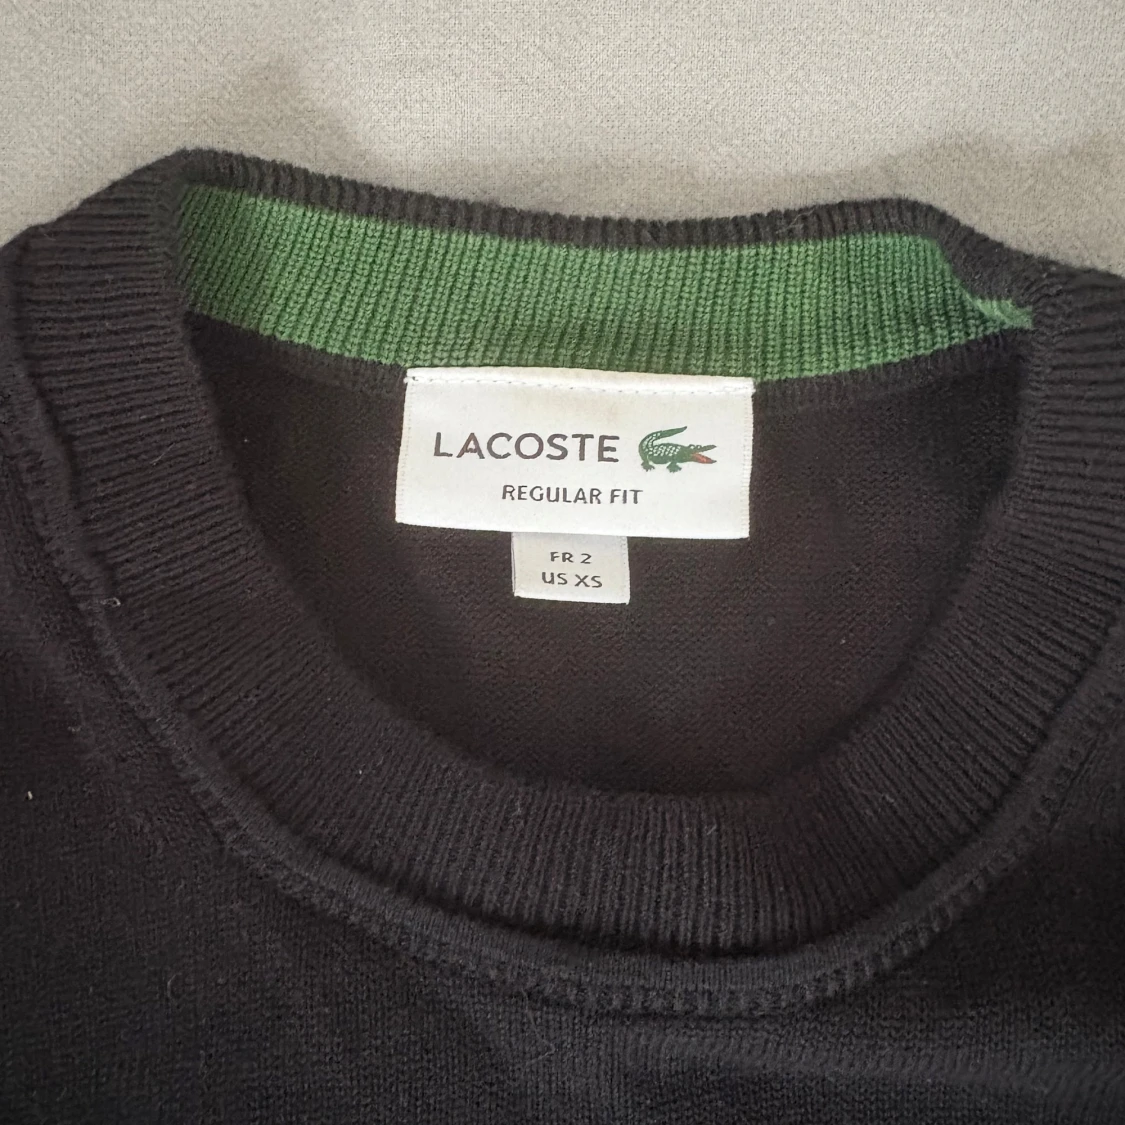 LACOSTE
REGULAR FIT
FR 2
US XS